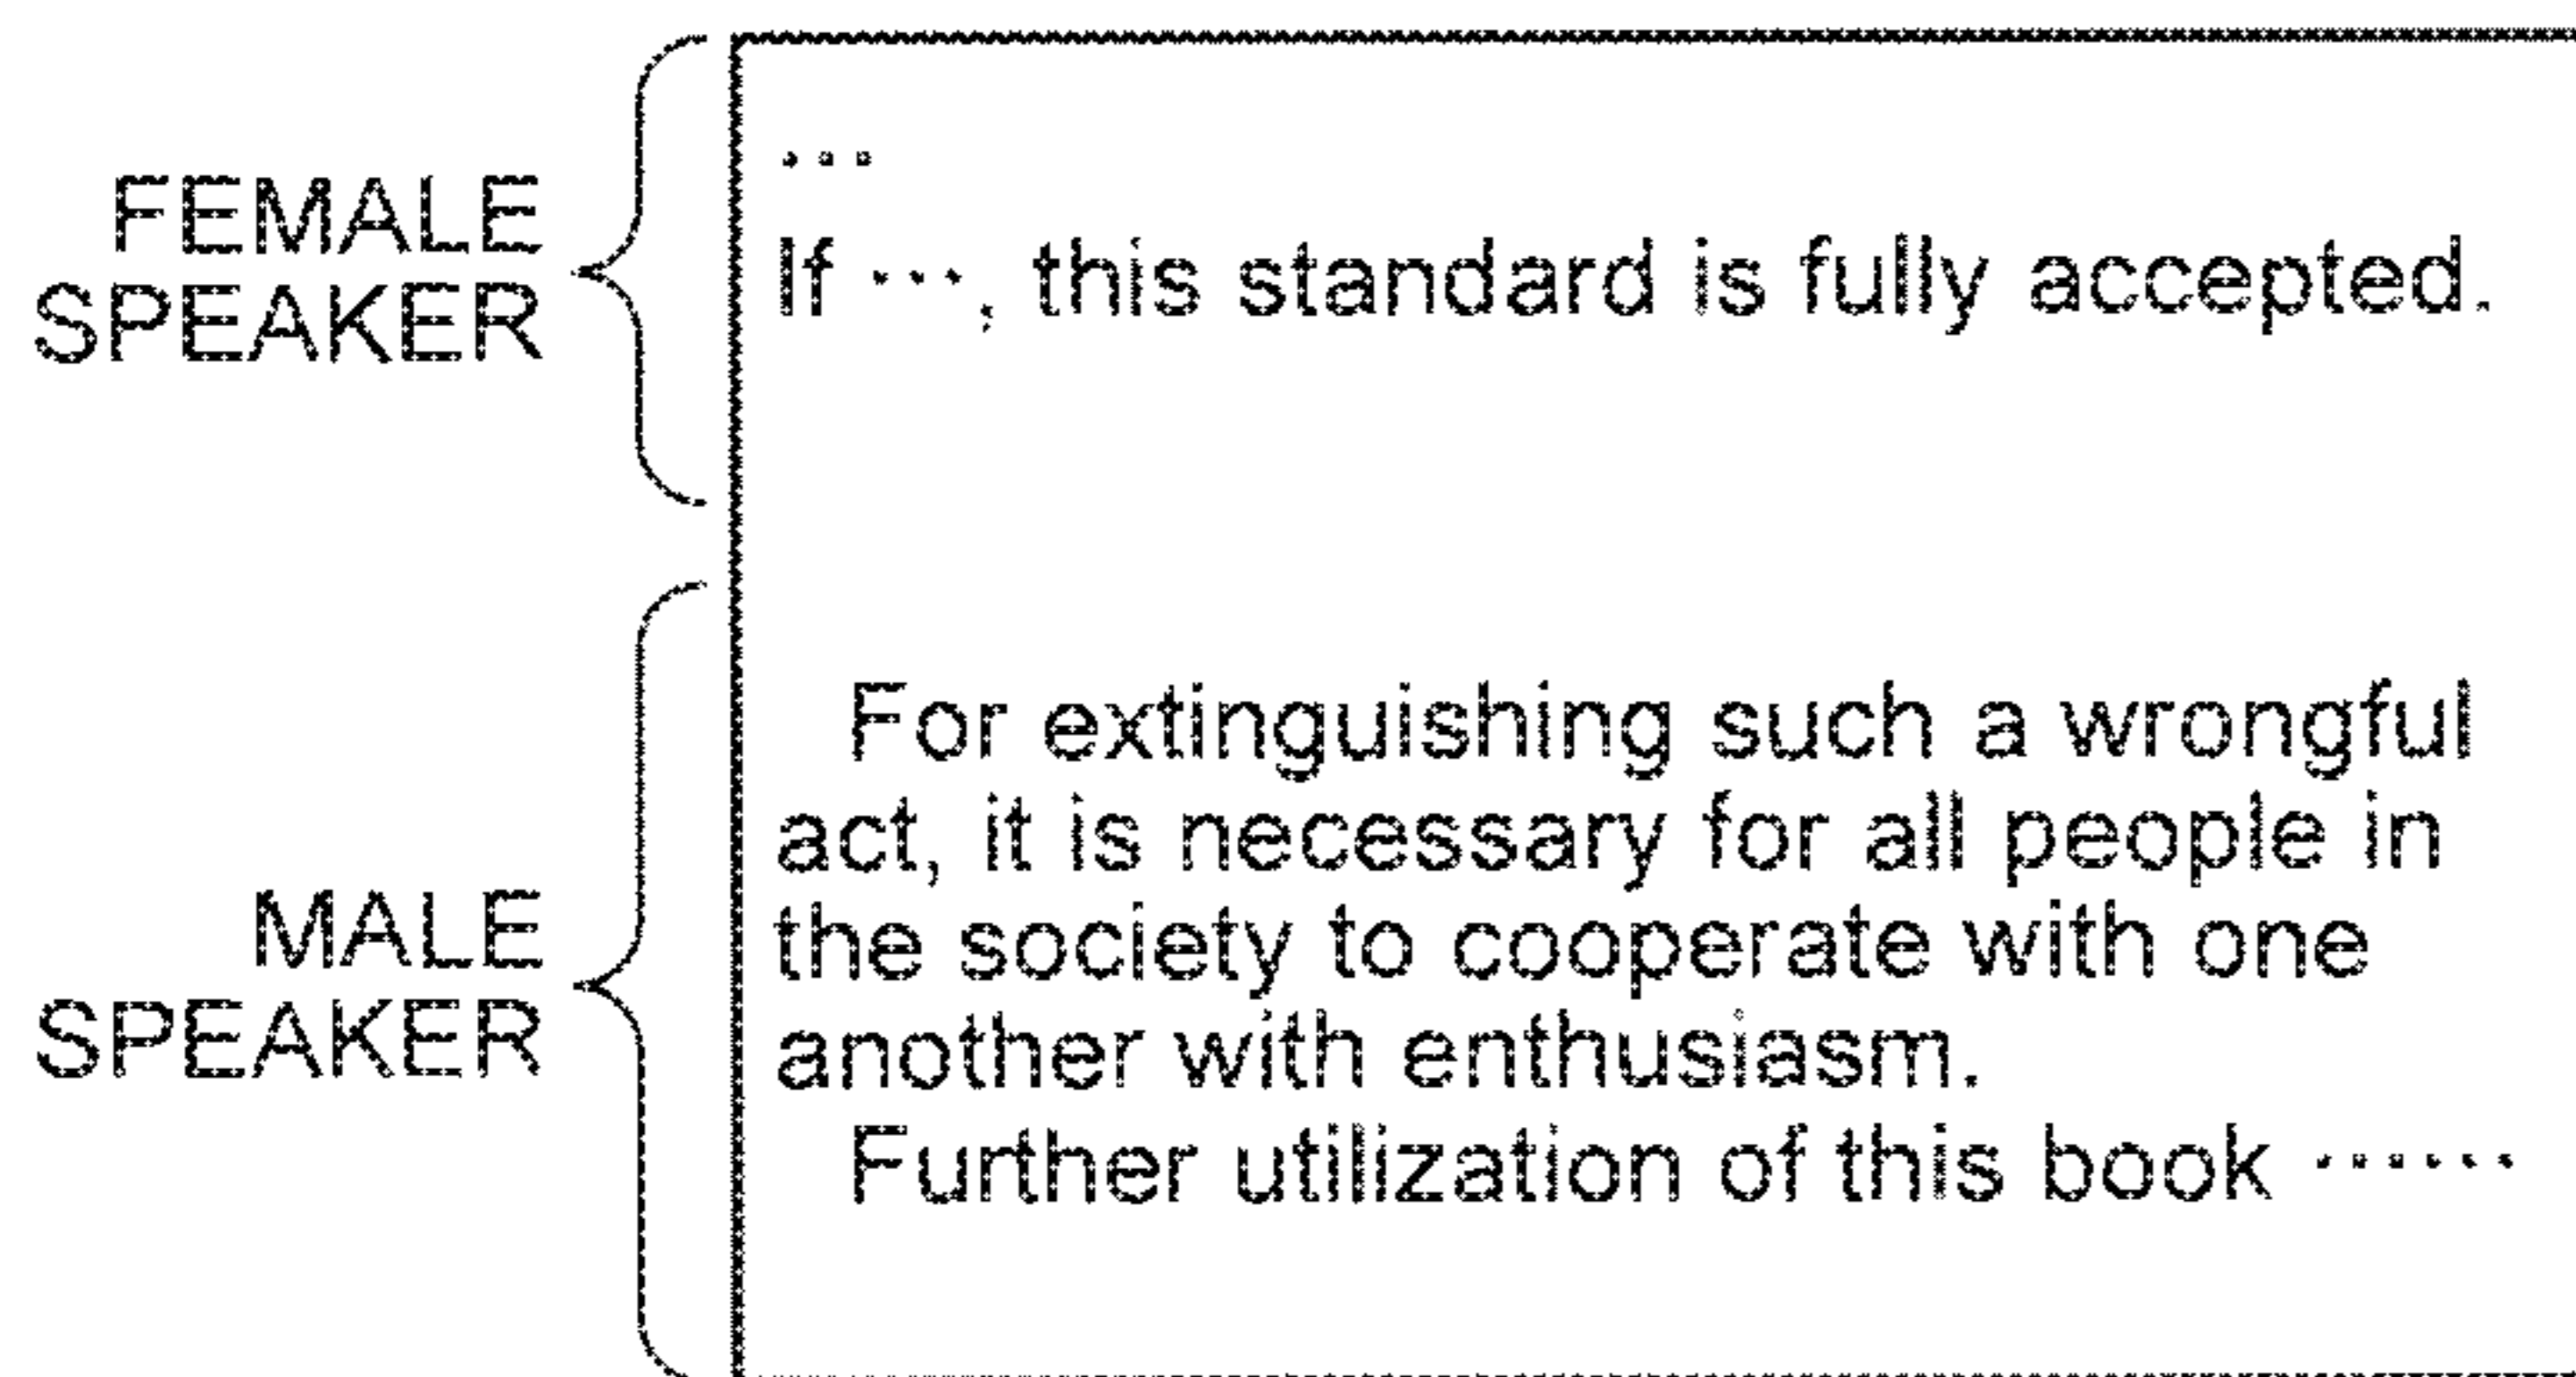 FEMALE
SPEAKER
...
If ..., this standard is fully accepted.
MALE
SPEAKER
For extinguishing such a wrongful
act, it is necessary for all people in
the society to cooperate with one
another with enthusiasm.
Further utilization of this book ......